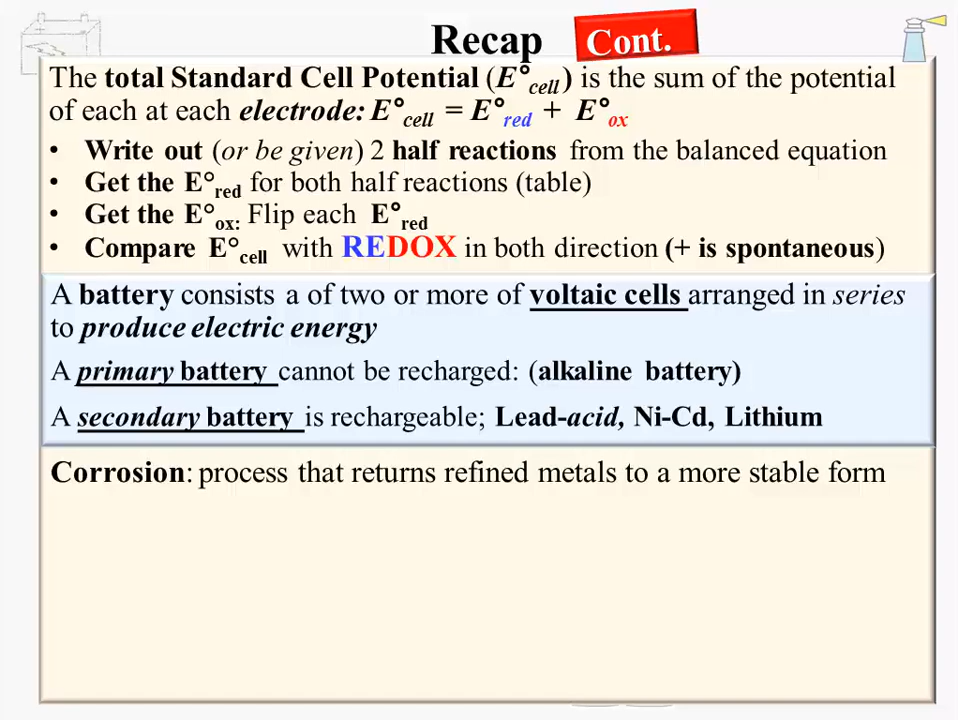 Recap Cont.
The total Standard Cell Potential (E°cell) is the sum of the potential
of each at each electrode: E°cell = E°red + E°ox
• Write out (or be given) 2 half reactions from the balanced equation
• Get the E°red for both half reactions (table)
• Get the E°ox: Flip each E°red
• Compare E°cell with REDOX in both direction (+ is spontaneous)
A battery consists a of two or more of voltaic cells arranged in series
to produce electric energy
A primary battery cannot be recharged: (alkaline battery)
A secondary battery is rechargeable; Lead-acid, Ni-Cd, Lithium
Corrosion: process that returns refined metals to a more stable form